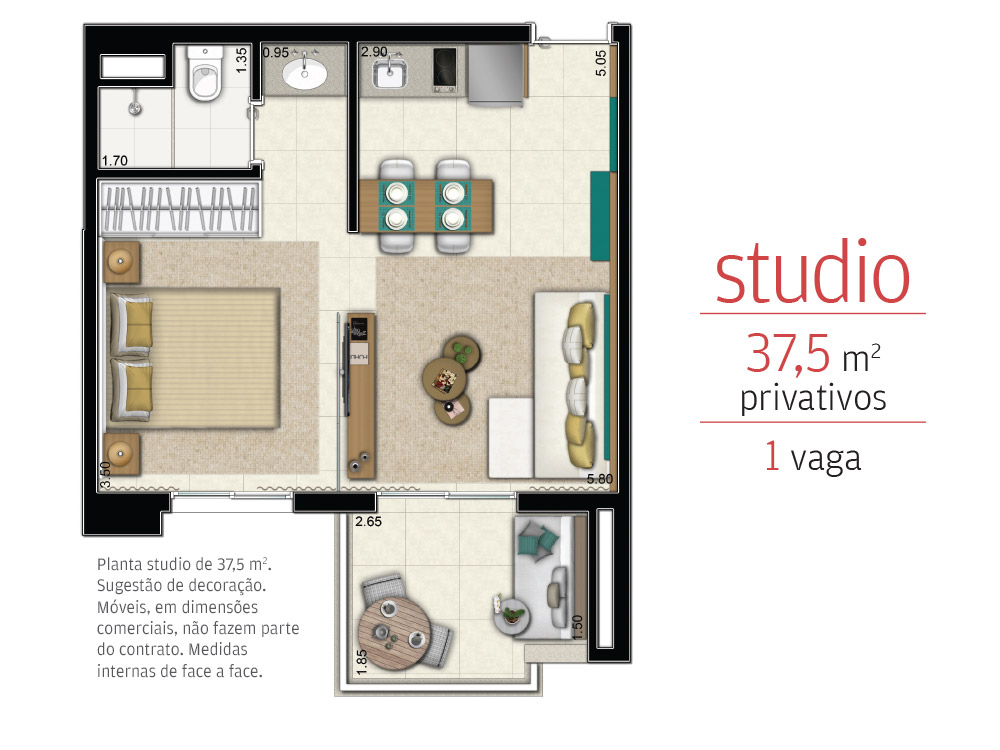 0.95
2.90
1.35
5.05
1.70
3.50
5.80
2.65
1.50
1.85
studio
37,5 m²
privativos
1 vaga
Planta studio de 37,5 m².
Sugestão de decoração.
Móveis, em dimensões
comerciais, não fazem parte
do contrato. Medidas
internas de face a face.